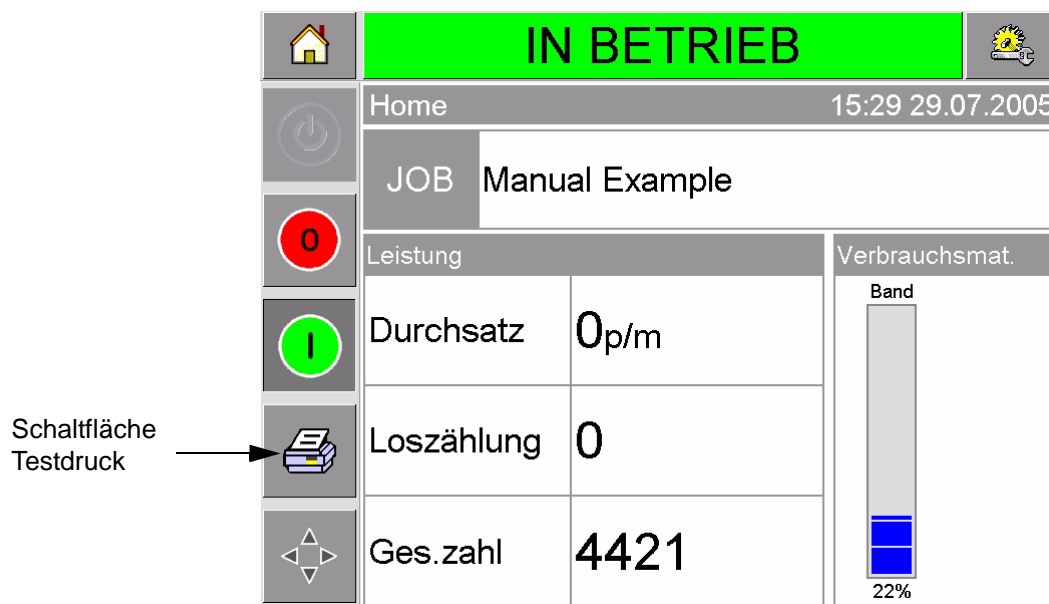 IN BETRIEB
Home 15:29 29.07.2005
JOB Manual Example
0
Leistung Verbrauchsmat.
Band
I
Durchsatz 0p/m
Schaltfläche
Testdruck
Loszählung 0
Ges.zahl 4421
22%